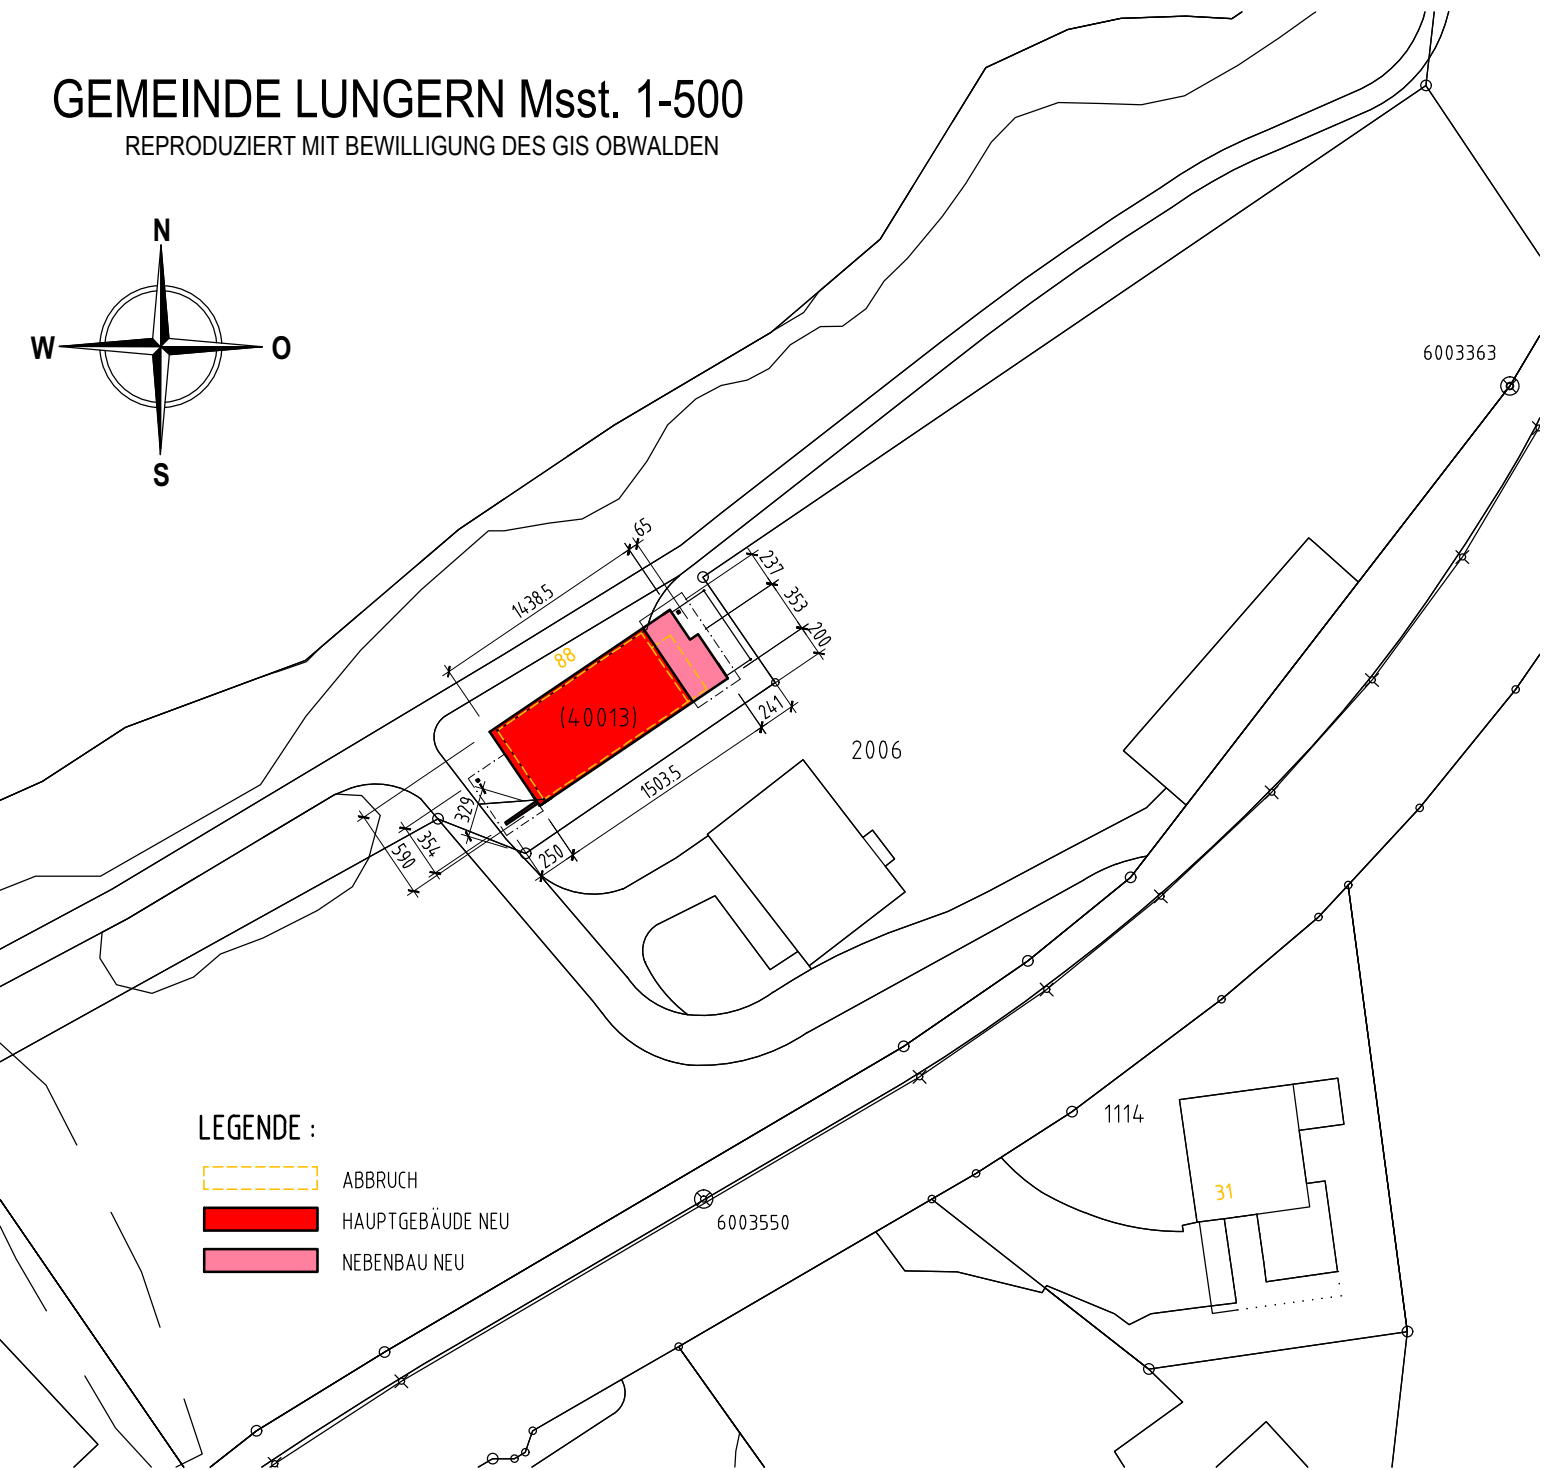 GEMEINDE LUNGERN Msst. 1-500
REPRODUZIERT MIT BEWILLIGUNG DES GIS OBWALDEN
N
W
O
S
6003363
65
237
1438.5
353
200
88
(40013)
241
2006
1503.5
329
354
590
250
LEGENDE :
ABBRUCH
HAUPTGEBÄUDE NEU
NEBENBAU NEU
1114
31
6003550